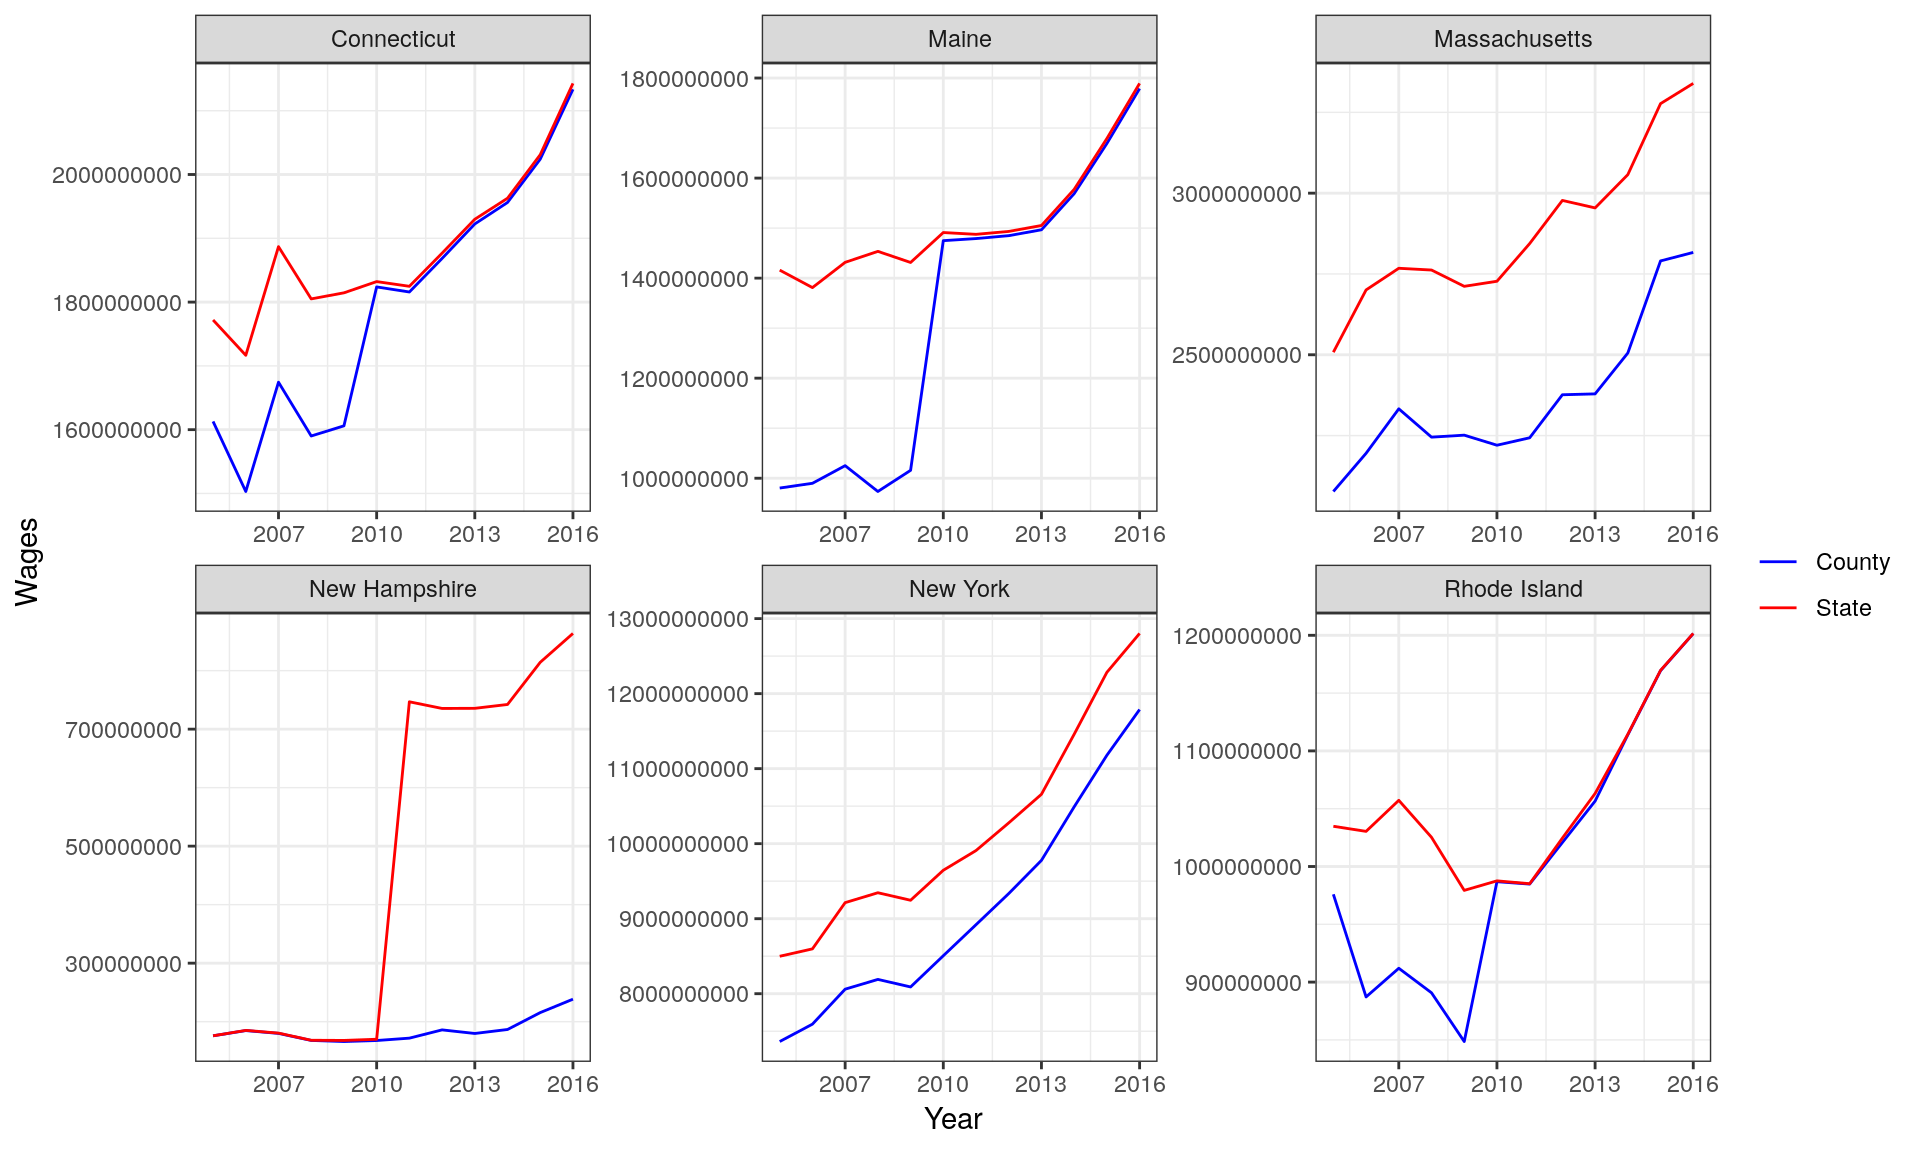 Connecticut
Maine
Massachusetts
2000000000
1800000000
1600000000
1800000000
1600000000
1400000000
1200000000
1000000000
3000000000
2500000000
2007 2010 2013 2016
2007 2010 2013 2016
2007 2010 2013 2016
Wages
County
State
New Hampshire
New York
Rhode Island
700000000
500000000
300000000
13000000000
12000000000
11000000000
10000000000
9000000000
8000000000
1200000000
1100000000
1000000000
900000000
2007 2010 2013 2016
2007 2010 2013 2016
2007 2010 2013 2016
Year